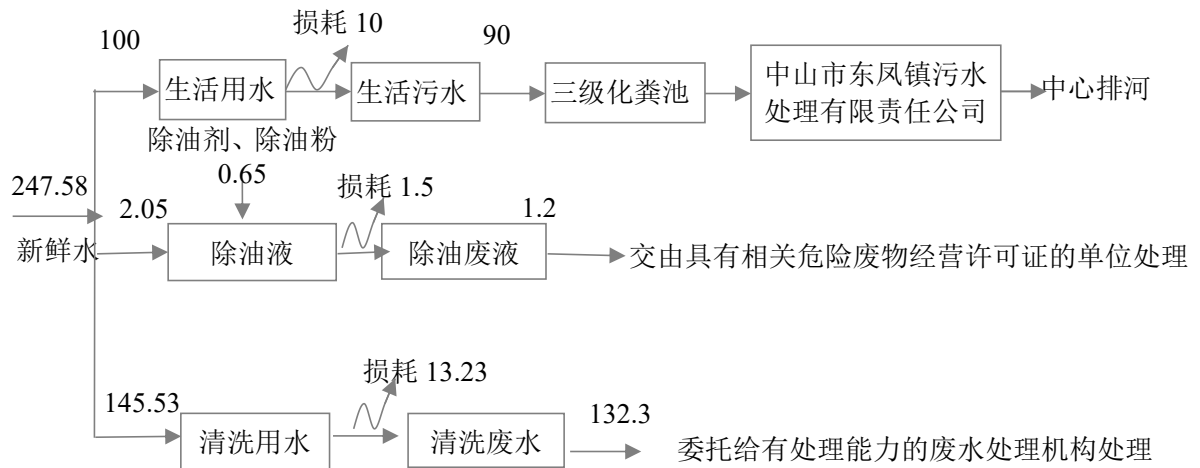 损耗 10
100
90
生活用水
生活污水
三级化粪池
中山市东凤镇污水
处理有限责任公司
中心排河
除油剂、除油粉
0.65
247.58
新鲜水
2.05
损耗 1.5
1.2
除油液
除油废液
交由具有相关危险废物经营许可证的单位处理
损耗 13.23
145.53
132.3
清洗用水
清洗废水
委托给有处理能力的废水处理机构处理